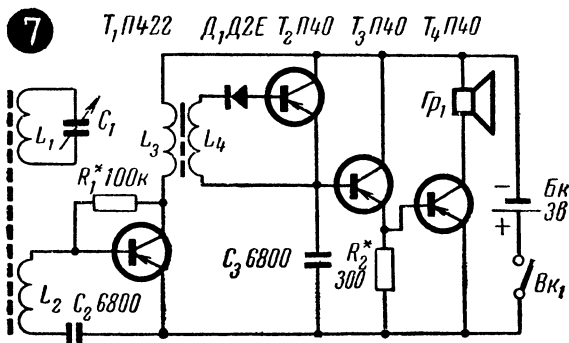 7
Т₁П422 Д₁Д2Е Т₂П40 Т₃П40 Т₄П40
L₁ C₁ L₃ L₄ Гр₁
R₁* 100к
Бк
3В
− +
C₃ 6800
R₂*
300
L₂ C₂ 6800
Вк₁